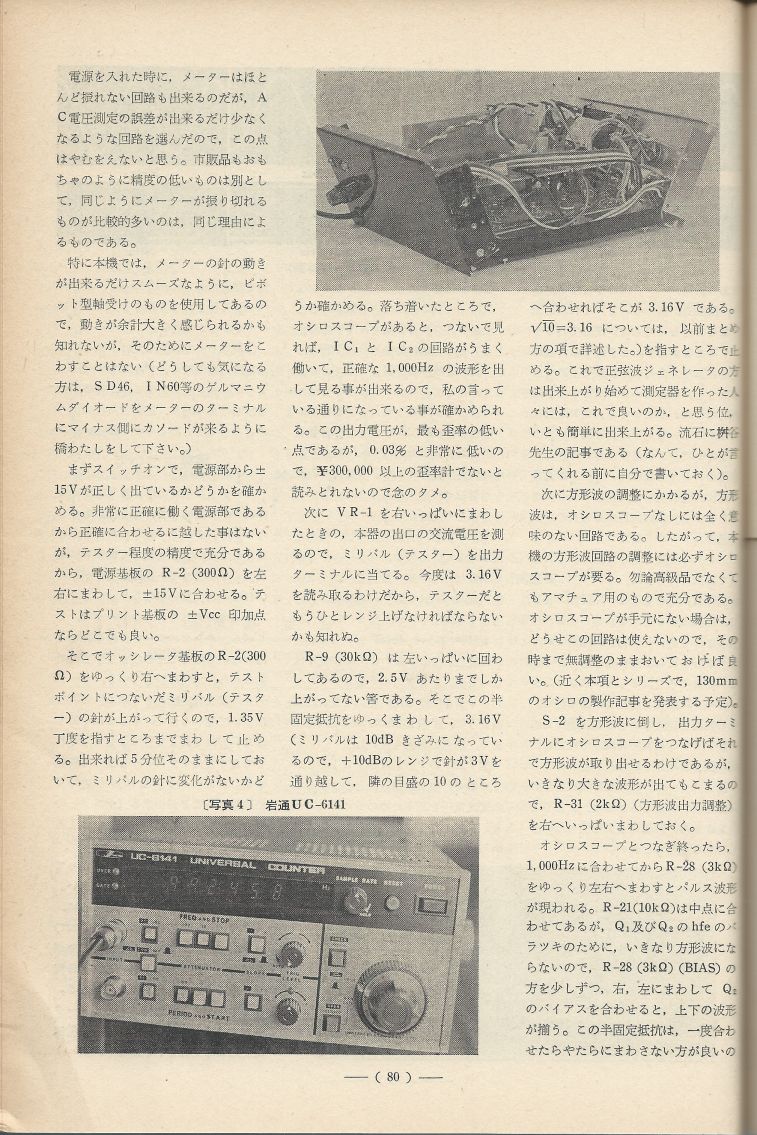 電源を入れた時に，メーターはほと
んど振れない回路も出来るのだが，A
C電圧測定の誤差が出来るだけ少なく
なるような回路を選んだので，この点
はやむをえないと思う。市販品もおも
ちゃのように精度の低いものは別とし
て，同じようにメーターが振り切れる
ものが比較的多いのは，同じ理由によ
るものである。
特に本機では，メーターの針の動き
が出来るだけスムーズなように，ピボ
ット型軸受けのものを使用してあるの
で，動きが余計大きく感じられるかも
知れないが，そのためにメーターをこ
わすことはない（どうしても気になる
方は，SD46，IN60等のゲルマニウ
ムダイオードをメーターのターミナル
にマイナス側にカソードが来るように
橋わたしをして下さい。）
まずスイッチオンで，電源部から±
15Vが正しく出ているかどうかを確か
める。非常に正確に働く電源部である
から正確に合わせるに越した事はない
が，テスター程度の精度で充分である
から，電源基板の R-2 (300Ω) を左
右にまわして，±15Vに合わせる。テ
ストはプリント基板の ±Vcc 印加点
ならどこでも良い。
そこでオッシレータ基板のR-2(300
Ω) をゆっくり右へまわすと，テスト
ポイントにつないだミリバル（テスタ
ー）の針が上がって行くので，1.35V
丁度を指すところまでまわして止め
る。出来れば5分位そのままにしてお
いて，ミリバルの針に変化がないかど
うか確かめる。落ち着いたところで，
オシロスコープがあると，つないで見
れば，IC₁ と IC₂ の回路がうまく
働いて，正確な 1,000Hz の波形を出
して見る事が出来るので，私の言って
いる通りになっている事が確かめられ
る。この出力電圧が，最も歪率の低い
点であるが，0.03% と非常に低いの
で，¥300,000 以上の歪率計でないと
読みとれないので念のタメ。
次に VR-1 を右いっぱいにまわし
たときの，本器の出口の交流電圧を測
るので，ミリバル（テスター）を出力
ターミナルに当てる。今度は 3.16V
を読み取るわけだから，テスターだと
もうひとレンジ上げなければならない
かも知れぬ。
R-9 (30kΩ) は左いっぱいに回わ
してあるので，2.5V あたりまでしか
上がってない筈である。そこでこの半
固定抵抗をゆっくまわして，3.16V
（ミリバルは 10dB きざみになってい
るので，+10dBのレンジで針が3Vを
通り越して，隣の目盛の10のところ
へ合わせればそこが 3.16V である。
√10=3.16 については，以前まとめ
方の項で詳述した。）を指すところで止
める。これで正弦波ジェネレータの方
は出来上がり始めて測定器を作った人
々には，これで良いのか，と思う位，
いとも簡単に出来上がる。流石に桝谷
先生の記事である（なんて，ひとが言
ってくれる前に自分で書いておく）。
次に方形波の調整にかかるが，方形
波は，オシロスコープなしには全く意
味のない回路である。したがって，本
機の方形波回路の調整には必ずオシロ
スコープが要る。勿論高級品でなくて
もアマチュア用のもので充分である。
オシロスコープが手元にない場合は，
どうせこの回路は使えないので，その
時まで無調整のままおいておけば良
い。（近く本項とシリーズで，130mm
のオシロの製作記事を発表する予定）。
S-2 を方形波に倒し，出力ターミ
ナルにオシロスコープをつなげばそれ
で方形波が取り出せるわけであるが，
いきなり大きな波形が出てもこまるの
で，R-31 (2kΩ)（方形波出力調整）
を右へいっぱいまわしておく。
オシロスコープとつなぎ終ったら，
1,000Hzに合わせてからR-28 (3kΩ)
をゆっくり左右へまわすとパルス波形
が現われる。R-21(10kΩ)は中点に合
わせてあるが，Q₁及びQ₂のhfeのバ
ラツキのために，いきなり方形波にな
らないので，R-28 (3kΩ) (BIAS) の
方を少しずつ，右，左にまわして Q₂
のバイアスを合わせると，上下の波形
が揃う。この半固定抵抗は，一度合わ
せたらやたらにまわさない方が良いの
〔写真4〕 岩通UC-6141
UC-6141 UNIVERSAL COUNTER
OVER
GATE
Hz
SAMPLE RATE
RESET
POWER
FREQ AND STOP
INPUT
ATTENUATOR
SLOPE
TRIG LEVEL
PERIOD AND START
—( 80 )—